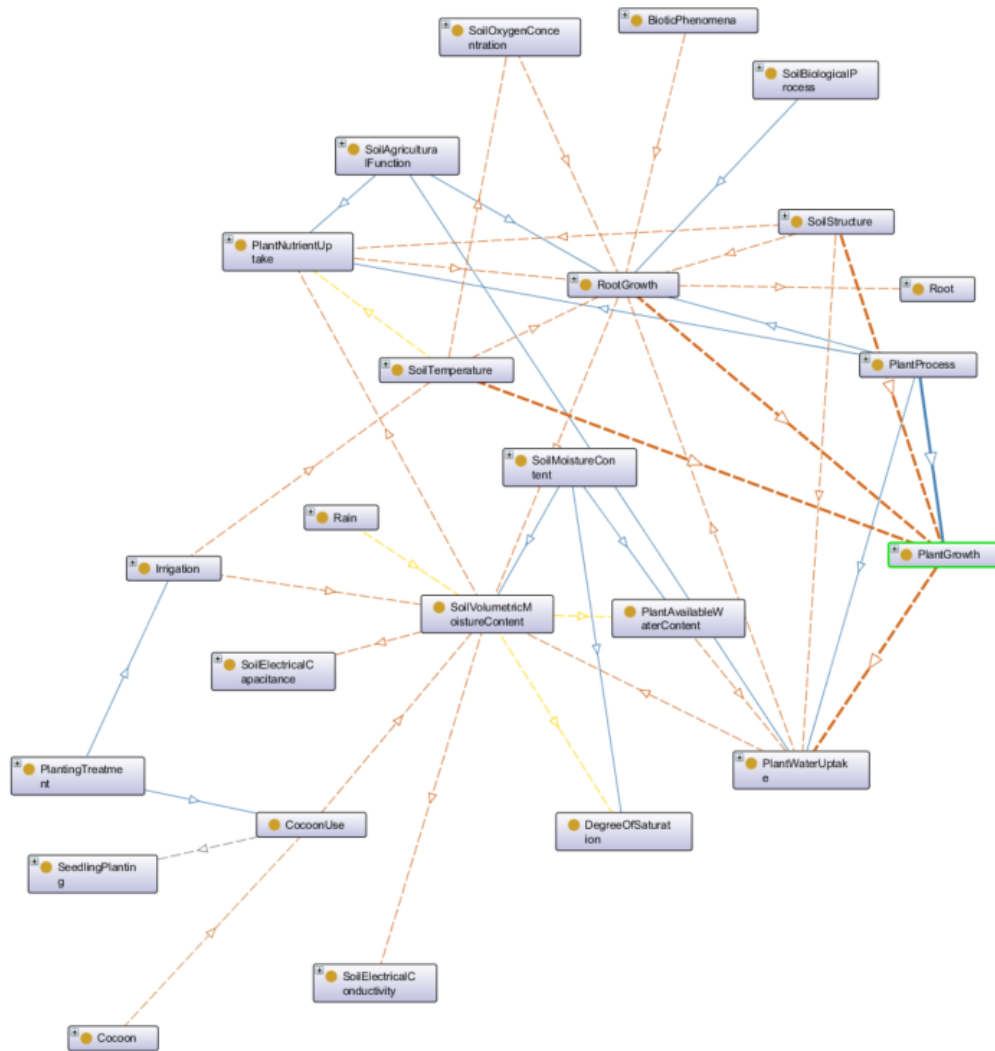 SoilOxygenConce
ntration
BioticPhenomena
SoilBiologicalP
rocess
SoilAgricultura
lFunction
SoilStructure
PlantNutrientUp
take
RootGrowth
Root
SoilTemperature
PlantProcess
SoilMoistureCon
tent
Rain
PlantGrowth
Irrigation
SoilVolumetricM
oistureContent
PlantAvailableW
aterContent
SoilElectricalC
apacitance
PlantingTreatme
nt
PlantWaterUptak
e
CocoonUse
DegreeOfSaturat
ion
SeedlingPlantin
g
SoilElectricalC
onductivity
Cocoon